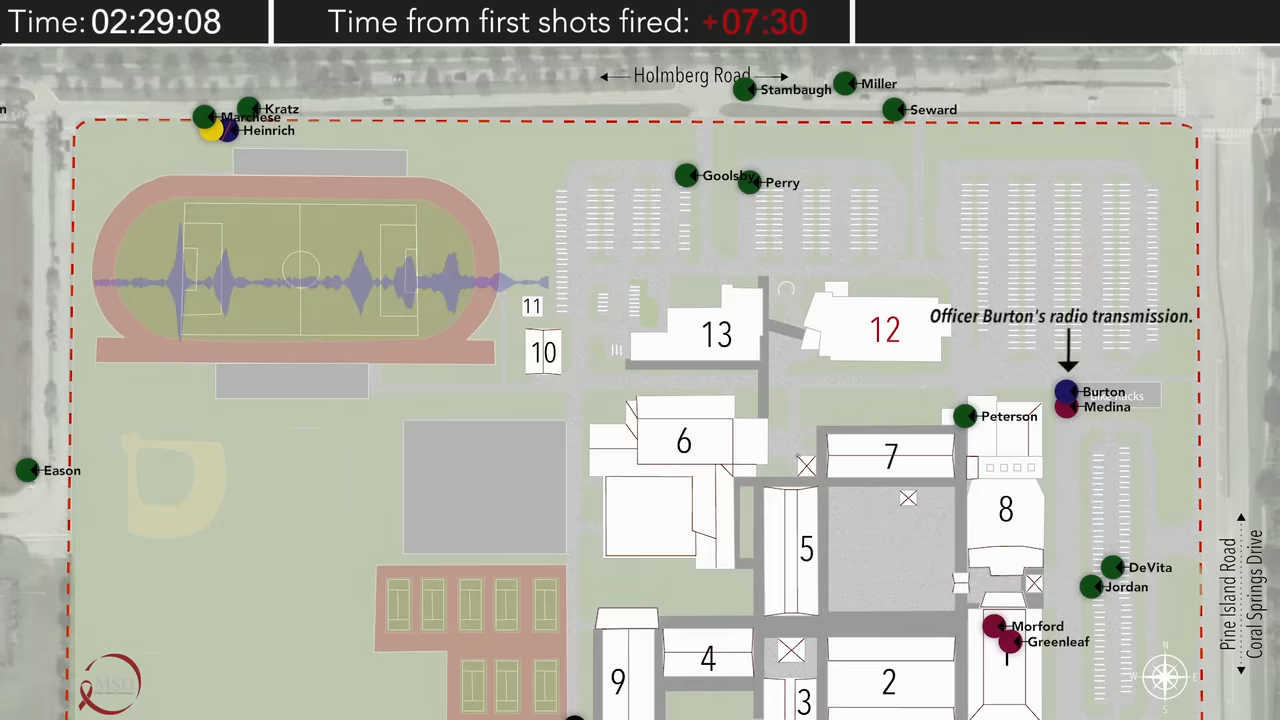 Time: 02:29:08
Time from first shots fired: +07:30
Holmberg Road
Stambaugh
Miller
Kratz
Marchese
Seward
Heinrich
Goolsby
Perry
11
10
13
12
Officer Burton's radio transmission.
Burton
Medina
Peterson
6
7
8
Eason
5
DeVita
Jordan
Morford
Greenleaf
4
9
2
3
Pine Island Road
Coral Springs Drive
MSD
N
W
E
S